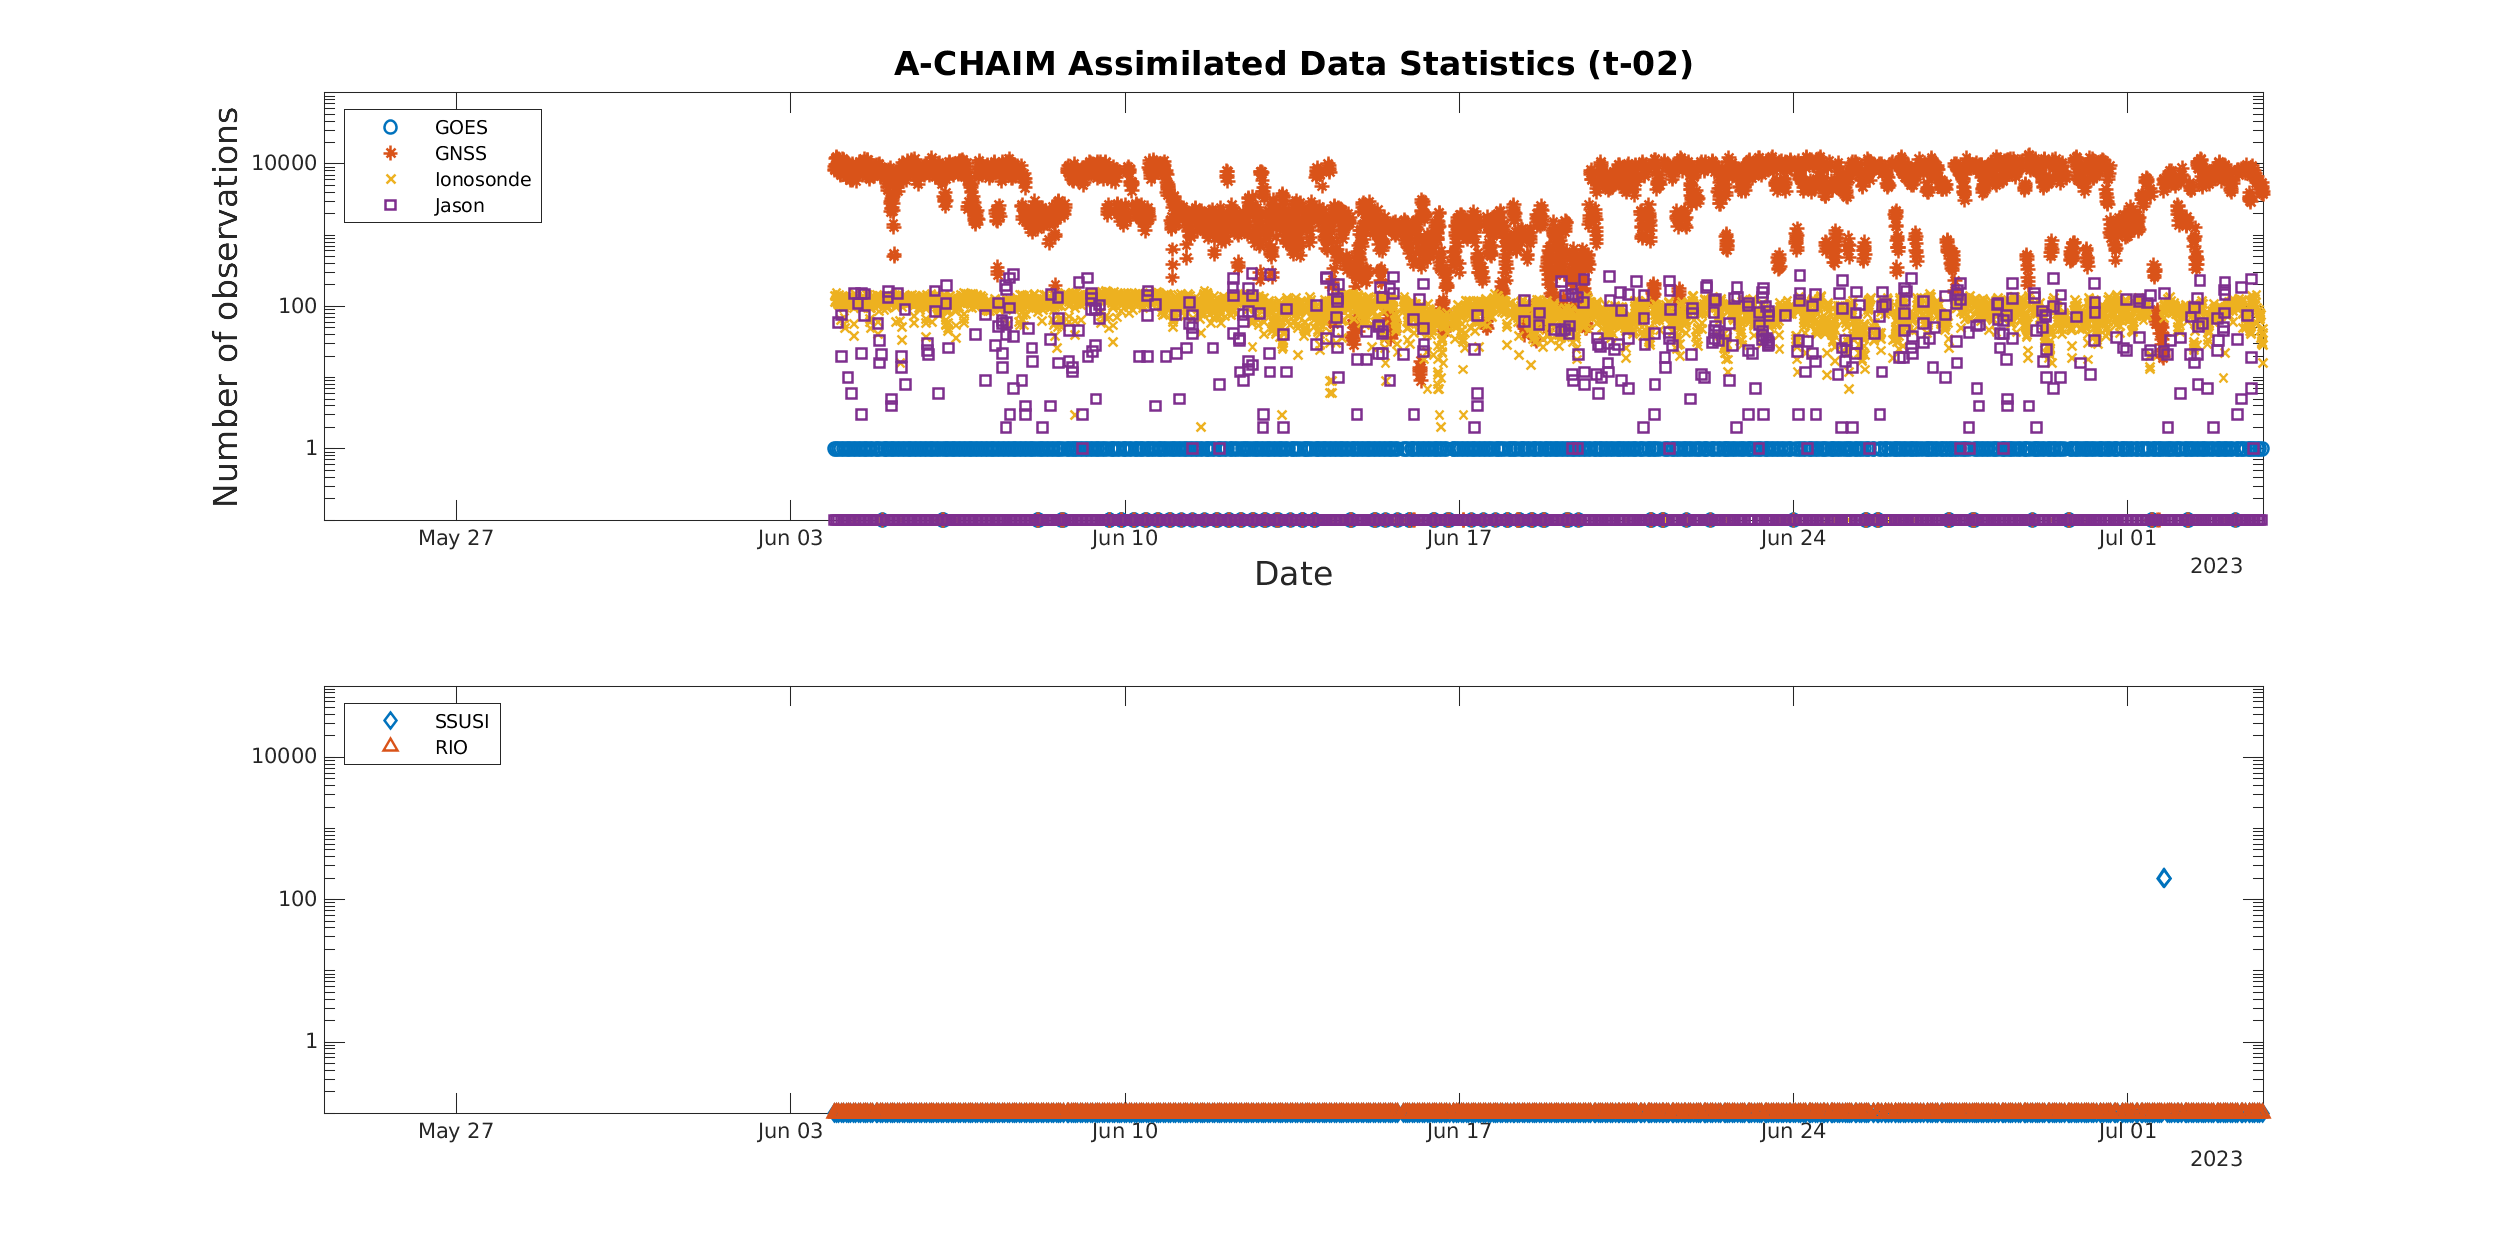 A-CHAIM Assimilated Data Statistics (t-02)
Number of observations
10000
100
1
GOES
GNSS
Ionosonde
Jason
May 27
Jun 03
Jun 10
Jun 17
Jun 24
Jul 01
2023
Date
10000
100
1
SSUSI
RIO
May 27
Jun 03
Jun 10
Jun 17
Jun 24
Jul 01
2023